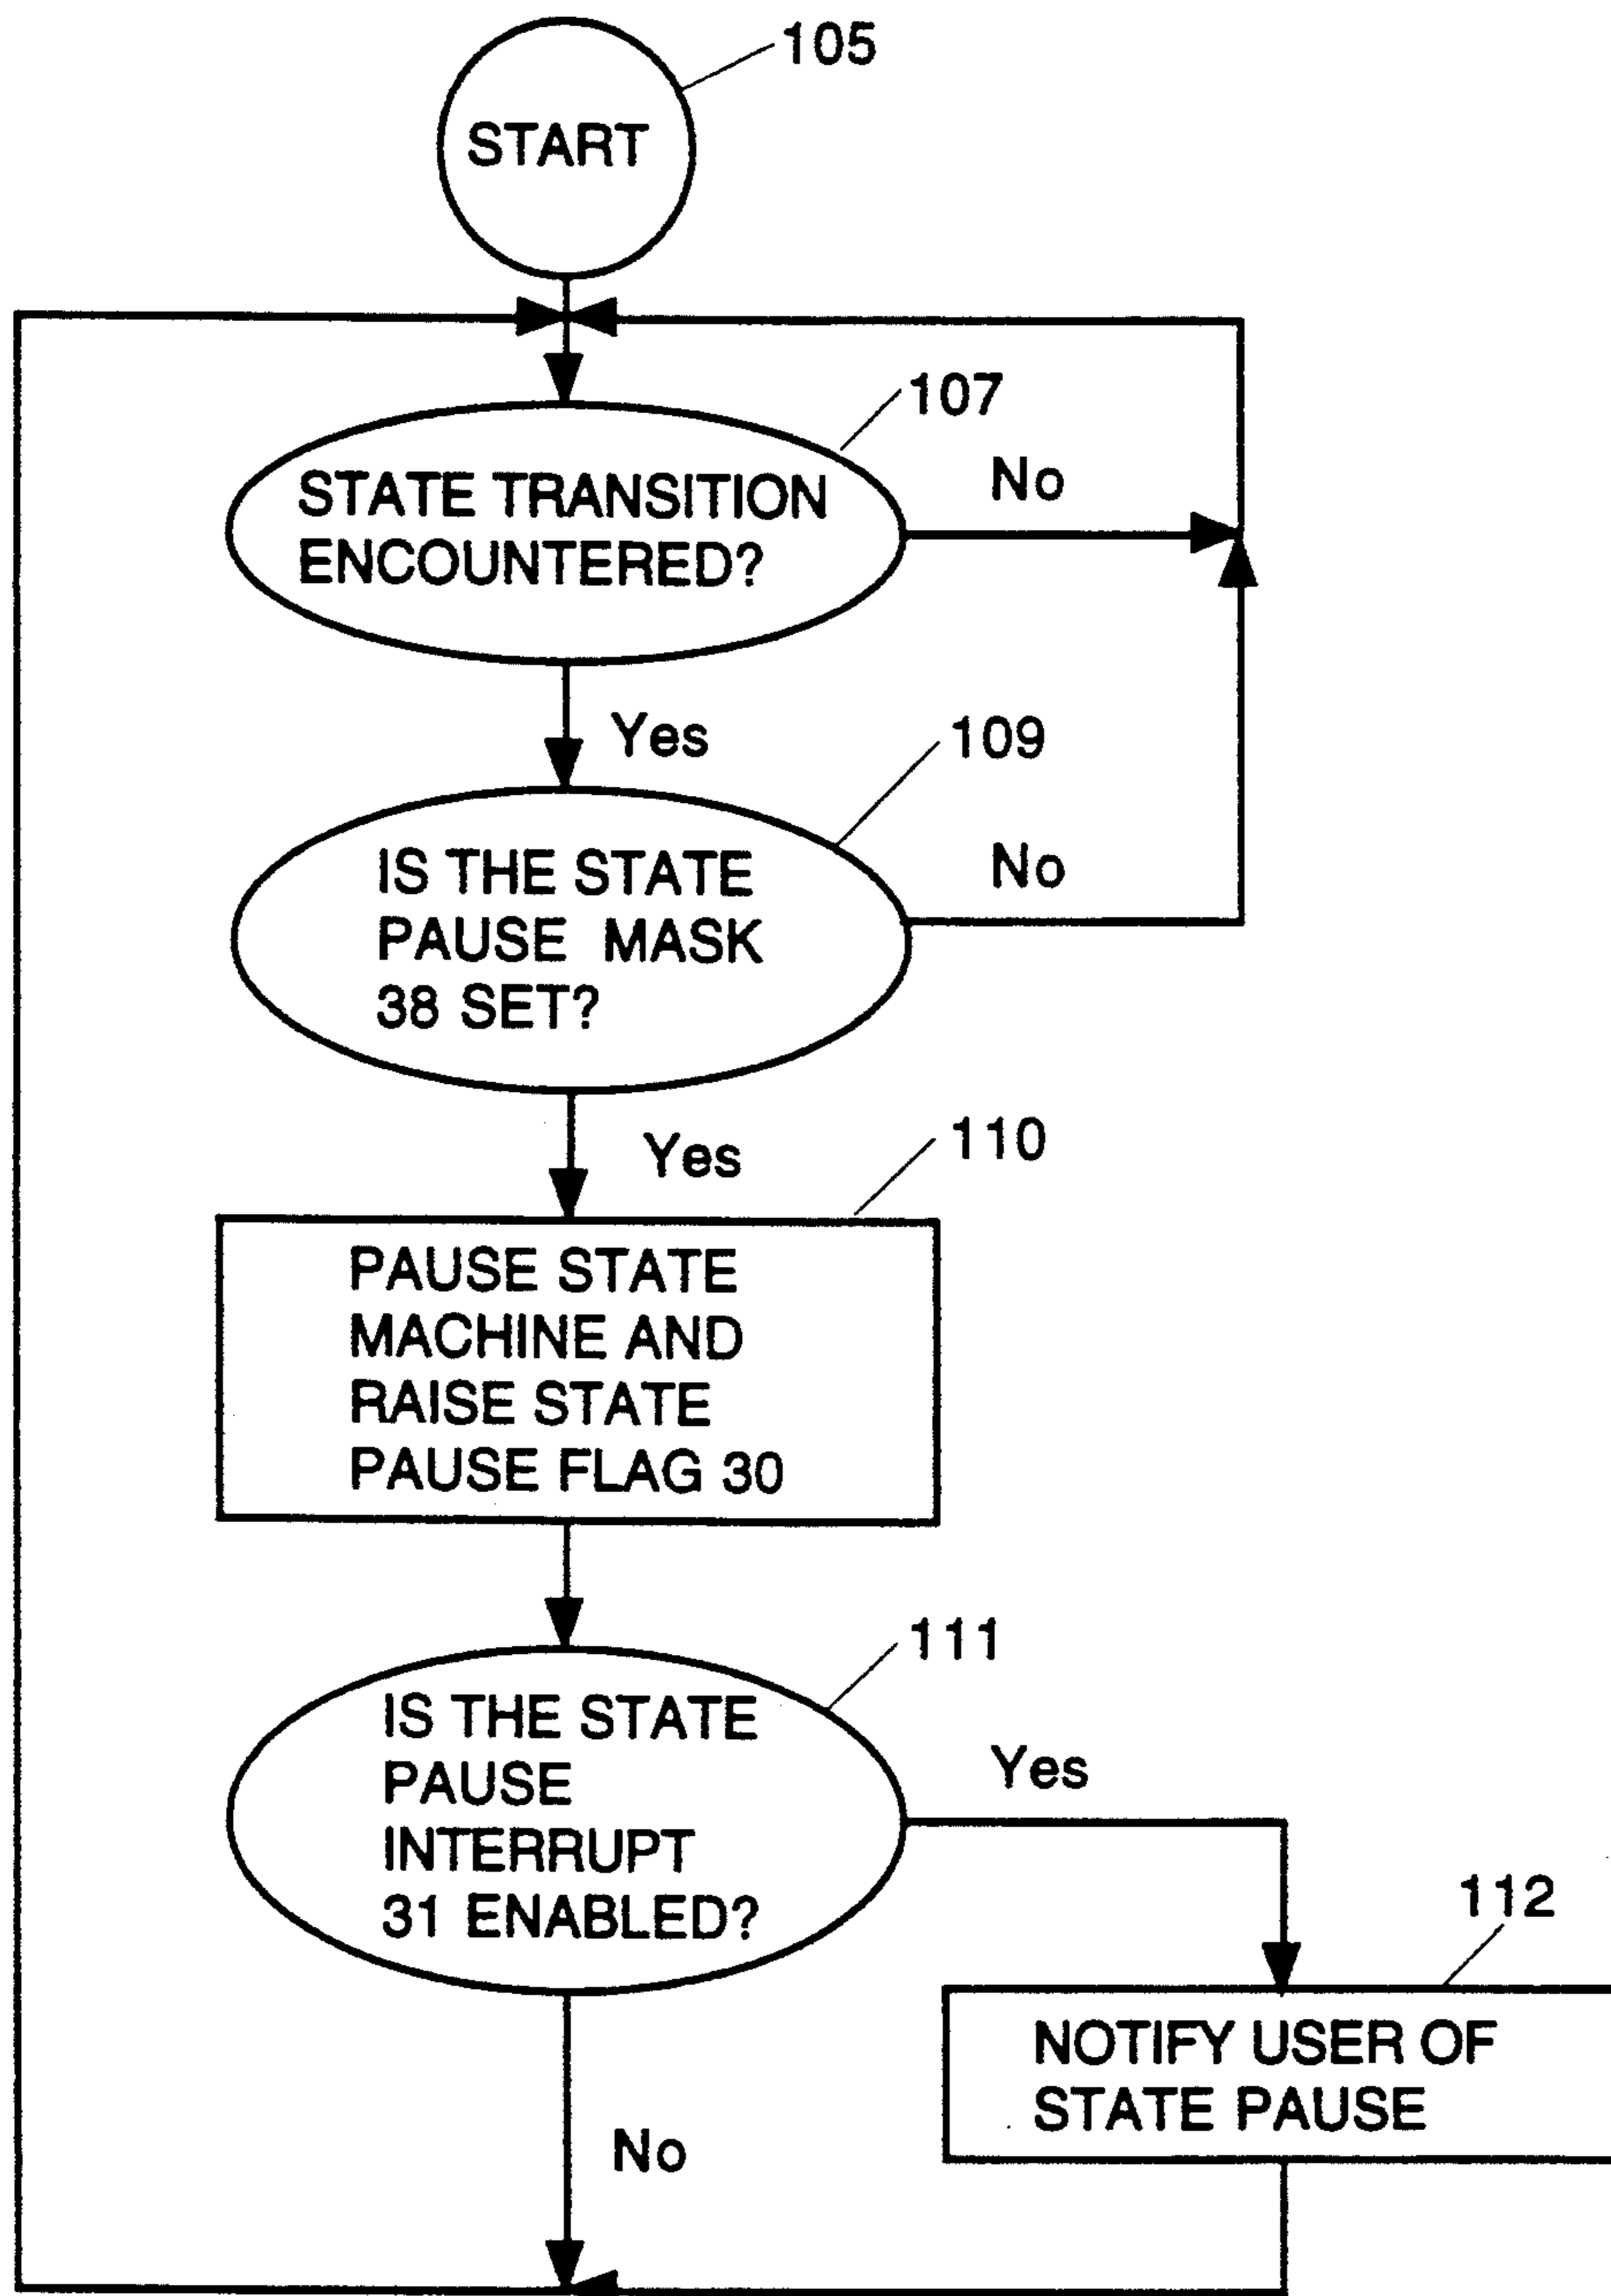 105
START
107
STATE TRANSITION
ENCOUNTERED?
No
Yes
109
IS THE STATE
PAUSE MASK
38 SET?
No
Yes
110
PAUSE STATE
MACHINE AND
RAISE STATE
PAUSE FLAG 30
111
IS THE STATE
PAUSE
INTERRUPT
31 ENABLED?
Yes
112
NOTIFY USER OF
STATE PAUSE
No